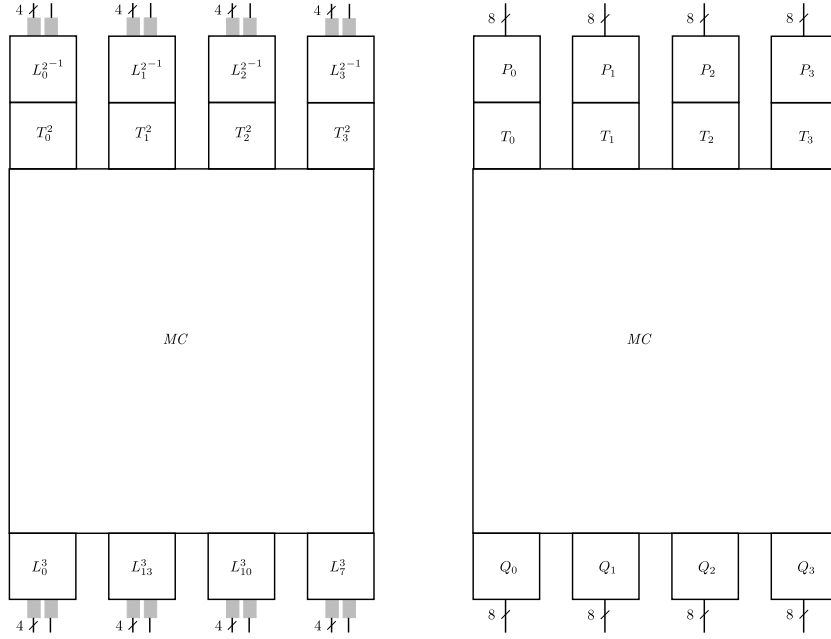 4 4 4 4 8 8 8 8
L_0^{2^{-1}} L_1^{2^{-1}} L_2^{2^{-1}} L_3^{2^{-1}} P_0 P_1 P_2 P_3
T_0^2 T_1^2 T_2^2 T_3^2 T_0 T_1 T_2 T_3
MC MC
L_0^3 L_{13}^3 L_{10}^3 L_7^3 Q_0 Q_1 Q_2 Q_3
4 4 4 4 8 8 8 8